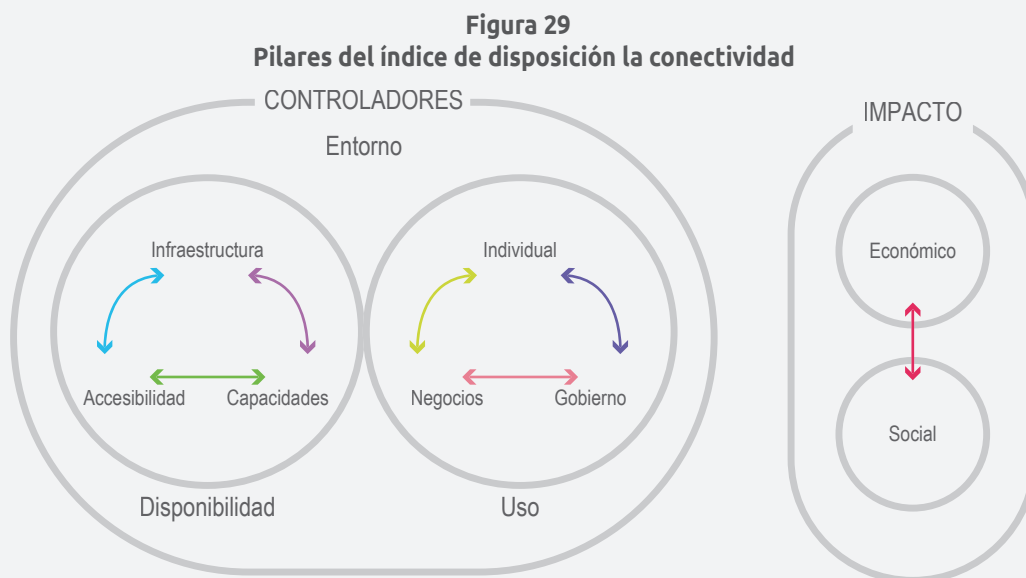 Figura 29
Pilares del índice de disposición la conectividad
CONTROLADORES
Entorno
Infraestructura
Accesibilidad
Capacidades
Disponibilidad
Individual
Negocios
Gobierno
Uso
IMPACTO
Económico
Social